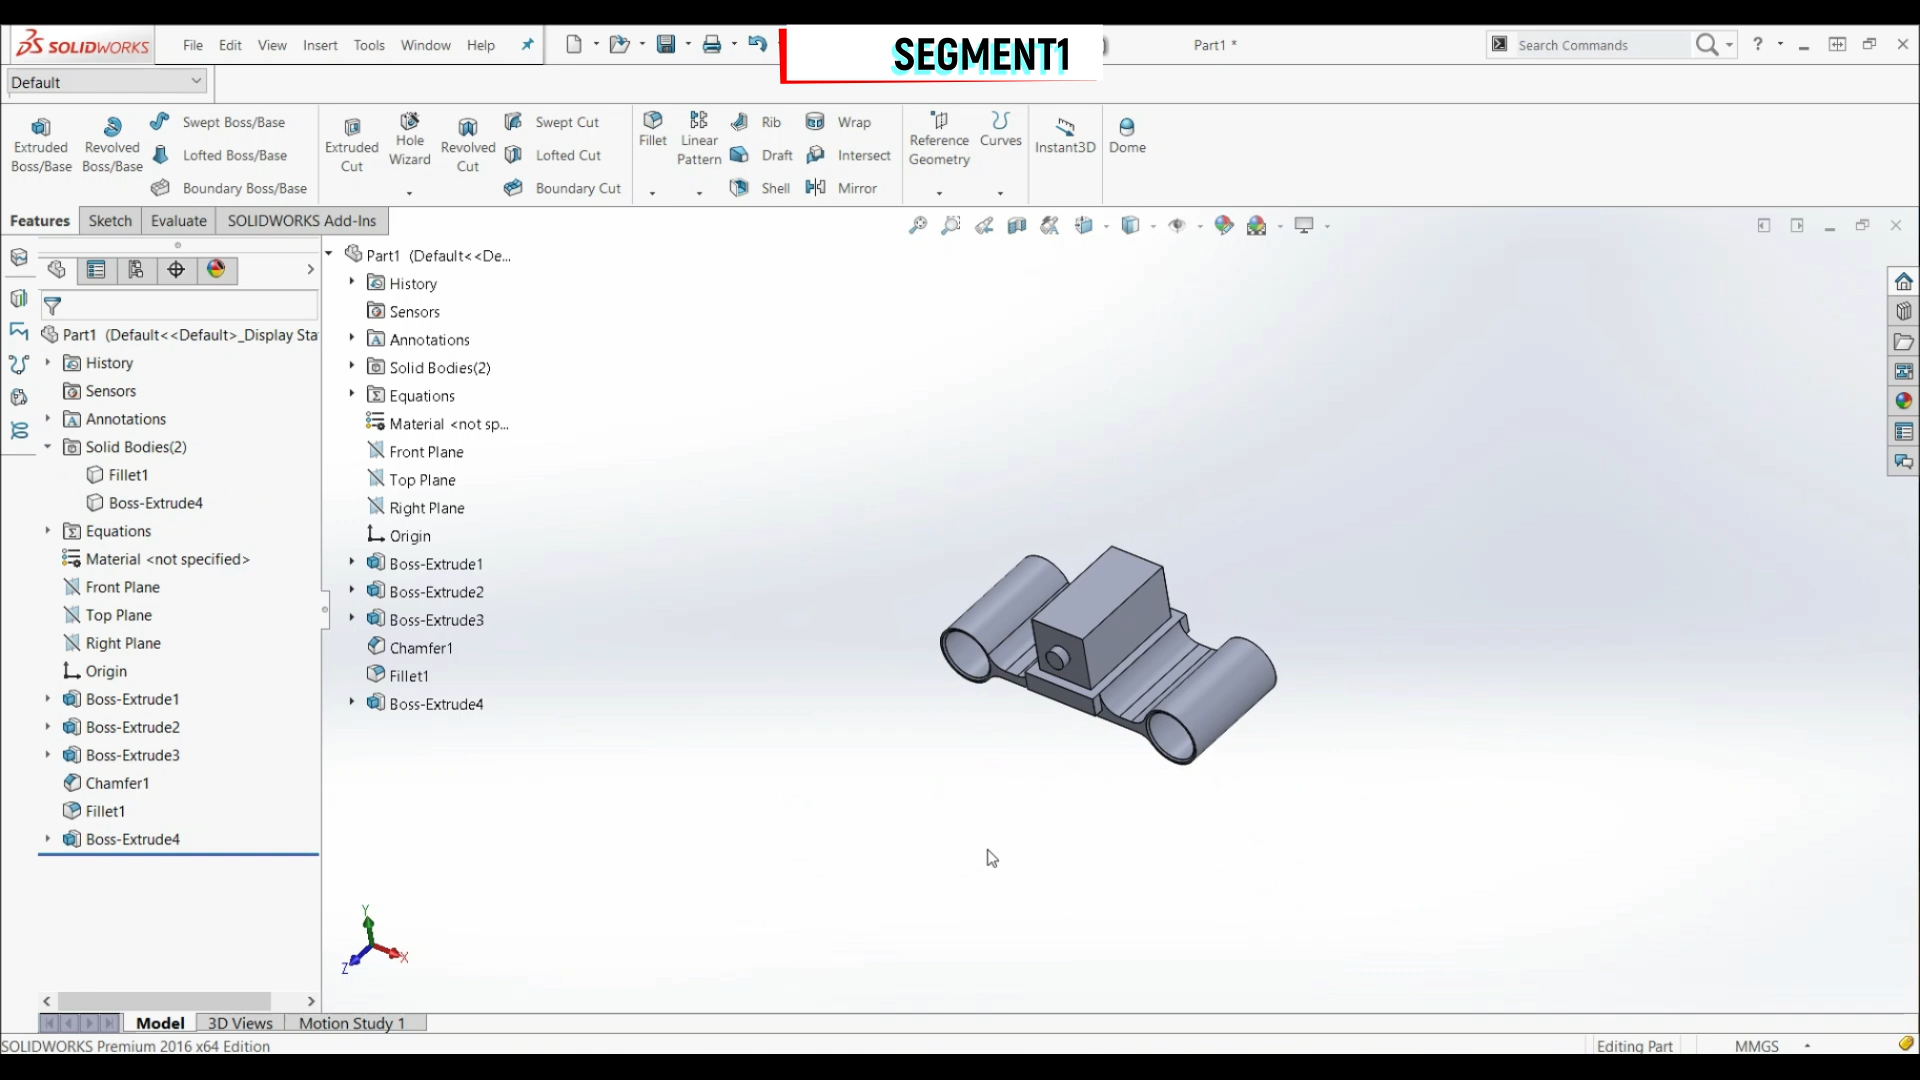 SOLIDWORKS File Edit View Insert Tools Window Help SEGMENT1 Part1 * Search Commands ?
Default
Extruded Boss/Base
Revolved Boss/Base
Swept Boss/Base
Lofted Boss/Base
Boundary Boss/Base
Extruded Cut
Hole Wizard
Revolved Cut
Swept Cut
Lofted Cut
Boundary Cut
Fillet
Linear Pattern
Rib
Draft
Shell
Wrap
Intersect
Mirror
Reference Geometry
Curves
Instant3D
Dome
Features Sketch Evaluate SOLIDWORKS Add-Ins
Part1 (Default<<Default>_Display Sta
History
Sensors
Annotations
Solid Bodies(2)
Fillet1
Boss-Extrude4
Equations
Material <not specified>
Front Plane
Top Plane
Right Plane
Origin
Boss-Extrude1
Boss-Extrude2
Boss-Extrude3
Chamfer1
Fillet1
Boss-Extrude4
Part1 (Default<<De...
History
Sensors
Annotations
Solid Bodies(2)
Equations
Material <not sp...
Front Plane
Top Plane
Right Plane
Origin
Boss-Extrude1
Boss-Extrude2
Boss-Extrude3
Chamfer1
Fillet1
Boss-Extrude4
Y
X
Z
Model 3D Views Motion Study 1
SOLIDWORKS Premium 2016 x64 Edition Editing Part MMGS